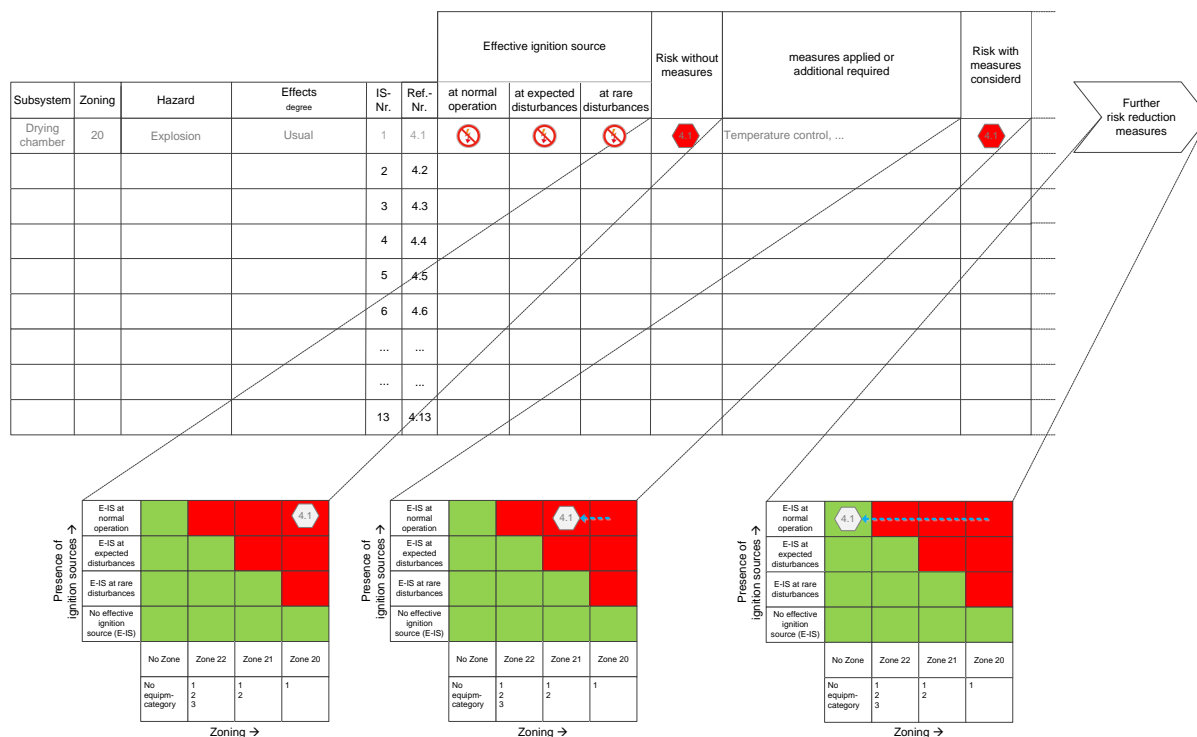 Effective ignition source
Risk without
measures
measures applied or
additional required
Risk with
measures
considerd
Subsystem
Zoning
Hazard
Effects
degree
IS-
Nr.
Ref.-
Nr.
at normal
operation
at expected
disturbances
at rare
disturbances
Further
risk reduction
measures
Drying
chamber
20
Explosion
Usual
1
4.1
4.1
Temperature control, ...
4.1
2 4.2
3 4.3
4 4.4
5 4.5
6 4.6
... ...
... ...
13 4.13
Presence of
ignition sources →
E-IS at
normal
operation
4.1
E-IS at
expected
disturbances
E-IS at rare
disturbances
No effective
ignition
source (E-IS)
No Zone Zone 22 Zone 21 Zone 20
No
equipm-
category
1
2
3
1
2
1
Zoning →
Presence of
ignition sources →
E-IS at
normal
operation
4.1
E-IS at
expected
disturbances
E-IS at rare
disturbances
No effective
ignition
source (E-IS)
No Zone Zone 22 Zone 21 Zone 20
No
equipm-
category
1
2
3
1
2
1
Zoning →
Presence of
ignition sources →
E-IS at
normal
operation
4.1
E-IS at
expected
disturbances
E-IS at rare
disturbances
No effective
ignition
source (E-IS)
No Zone Zone 22 Zone 21 Zone 20
No
equipm-
category
1
2
3
1
2
1
Zoning →